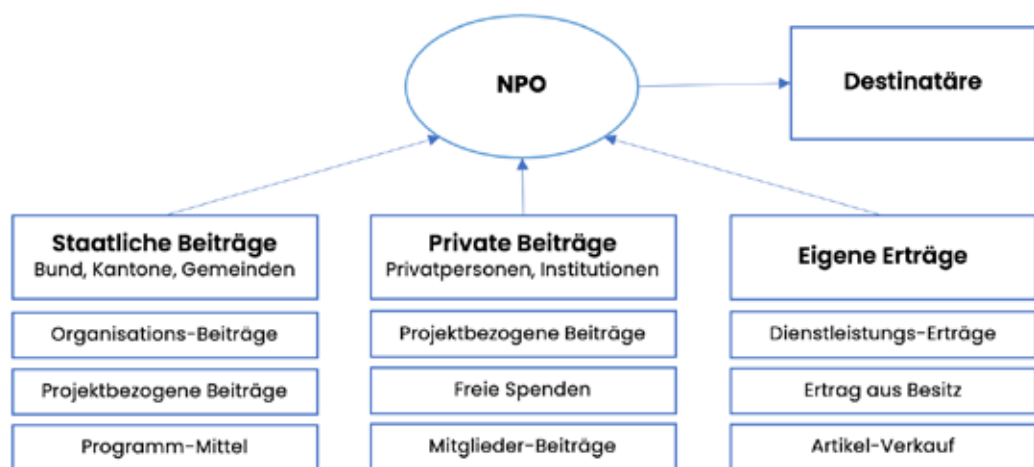 NPO
Destinatäre
Staatliche Beiträge
Bund, Kantone, Gemeinden
Organisations-Beiträge
Projektbezogene Beiträge
Programm-Mittel
Private Beiträge
Privatpersonen, Institutionen
Projektbezogene Beiträge
Freie Spenden
Mitglieder-Beiträge
Eigene Erträge
Dienstleistungs-Erträge
Ertrag aus Besitz
Artikel-Verkauf